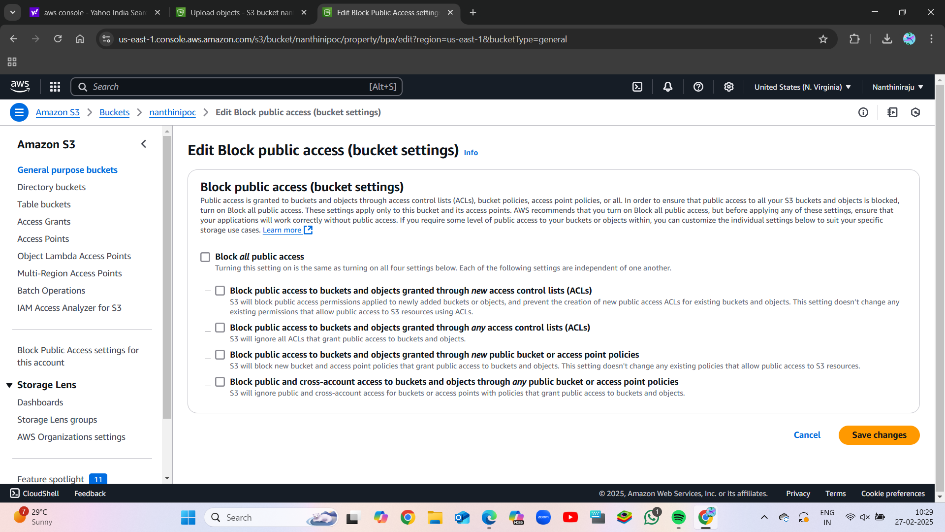 aws console - Yahoo India Sear
Upload objects - S3 bucket nan
Edit Block Public Access setting
us-east-1.console.aws.amazon.com/s3/bucket/nanthinipoc/property/bpa/edit?region=us-east-1&bucketType=general
aws
Search
[Alt+S]
United States (N. Virginia)
Nanthiniraju
Amazon S3
Buckets
nanthinipoc
Edit Block public access (bucket settings)
Amazon S3
General purpose buckets
Directory buckets
Table buckets
Access Grants
Access Points
Object Lambda Access Points
Multi-Region Access Points
Batch Operations
IAM Access Analyzer for S3
Block Public Access settings for
this account
Storage Lens
Dashboards
Storage Lens groups
AWS Organizations settings
Feature spotlight 11
Edit Block public access (bucket settings) Info
Block public access (bucket settings)
Public access is granted to buckets and objects through access control lists (ACLs), bucket policies, access point policies, or all. In order to ensure that public access to all your S3 buckets and objects is blocked,
turn on Block all public access. These settings apply only to this bucket and its access points. AWS recommends that you turn on Block all public access, but before applying any of these settings, ensure that
your applications will work correctly without public access. If you require some level of public access to your buckets or objects within, you can customize the individual settings below to suit your specific
storage use cases. Learn more
Block all public access
Turning this setting on is the same as turning on all four settings below. Each of the following settings are independent of one another.
Block public access to buckets and objects granted through new access control lists (ACLs)
S3 will block public access permissions applied to newly added buckets or objects, and prevent the creation of new public access ACLs for existing buckets and objects. This setting doesn't change any
existing permissions that allow public access to S3 resources using ACLs.
Block public access to buckets and objects granted through any access control lists (ACLs)
S3 will ignore all ACLs that grant public access to buckets and objects.
Block public access to buckets and objects granted through new public bucket or access point policies
S3 will block new bucket and access point policies that grant public access to buckets and objects. This setting doesn't change any existing policies that allow public access to S3 resources.
Block public and cross-account access to buckets and objects through any public bucket or access point policies
S3 will ignore public and cross-account access for buckets or access points with policies that grant public access to buckets and objects.
Cancel
Save changes
CloudShell
Feedback
© 2025, Amazon Web Services, Inc. or its affiliates.
Privacy
Terms
Cookie preferences
7
29°C
Sunny
Search
1
ENG
IN
10:29
27-02-2025